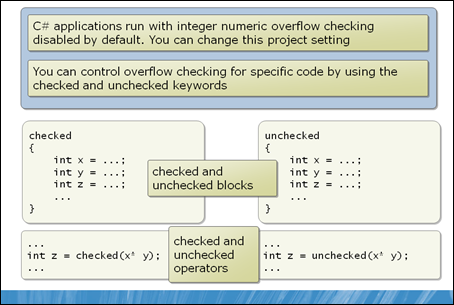 C# applications run with integer numeric overflow checking
disabled by default. You can change this project setting
You can control overflow checking for specific code by using the
checked and unchecked keywords
checked
{
    int x = ...;
    int y = ...;
    int z = ...;
    ...
}
checked and
unchecked blocks
unchecked
{
    int x = ...;
    int y = ...;
    int z = ...;
    ...
}
...
int z = checked(x* y);
...
checked and
unchecked
operators
...
int z = unchecked(x* y);
...